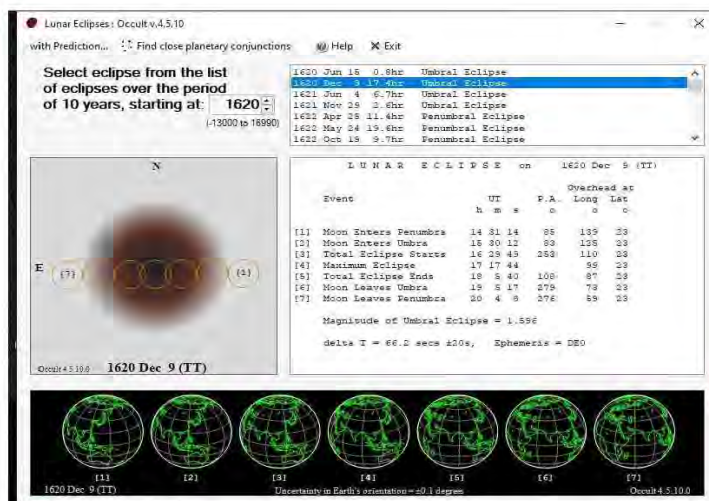 Lunar Eclipses : Occult v.4.5.10
with Prediction... Find close planetary conjunctions Help Exit
Select eclipse from the list
of eclipses over the period
of 10 years, starting at: 1620
(-13000 to 16990)
1620 Jun 15 0.8hr Umbral Eclipse
1620 Dec 9 17.4hr Umbral Eclipse
1621 Jun 4 6.7hr Umbral Eclipse
1621 Nov 29 2.6hr Umbral Eclipse
1622 Apr 25 11.4hr Penumbral Eclipse
1622 May 24 19.6hr Penumbral Eclipse
1622 Oct 19 9.7hr Penumbral Eclipse
N
E
[7]
[1]
Occult 4.5.10.0 1620 Dec 9 (TT)
LUNAR ECLIPSE on 1620 Dec 9 (TT)
Overhead at
Event UT P.A. Long Lat
h m s o o o
[1] Moon Enters Penumbra 14 31 14 85 139 23
[2] Moon Enters Umbra 15 30 12 83 125 23
[3] Total Eclipse Starts 16 29 49 253 110 23
[4] Maximum Eclipse 17 17 44 99 23
[5] Total Eclipse Ends 18 5 40 108 87 23
[6] Moon Leaves Umbra 19 5 17 279 73 23
[7] Moon Leaves Penumbra 20 4 8 276 59 23
Magnitude of Umbral Eclipse = 1.596
delta T = 66.2 secs ±20s, Ephemeris = DE0
[1] [2] [3] [4] [5] [6] [7]
1620 Dec 9 (TT) Uncertainty in Earth's orientation = ±0.1 degrees Occult 4.5.10.0